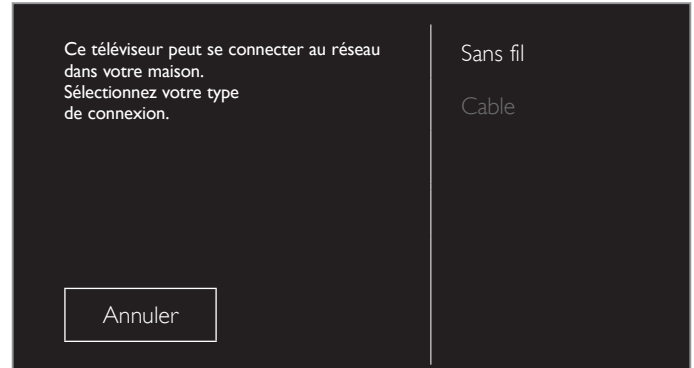 Ce téléviseur peut se connecter au réseau
dans votre maison.
Sélectionnez votre type
de connexion.
Sans fil
Cable
Annuler